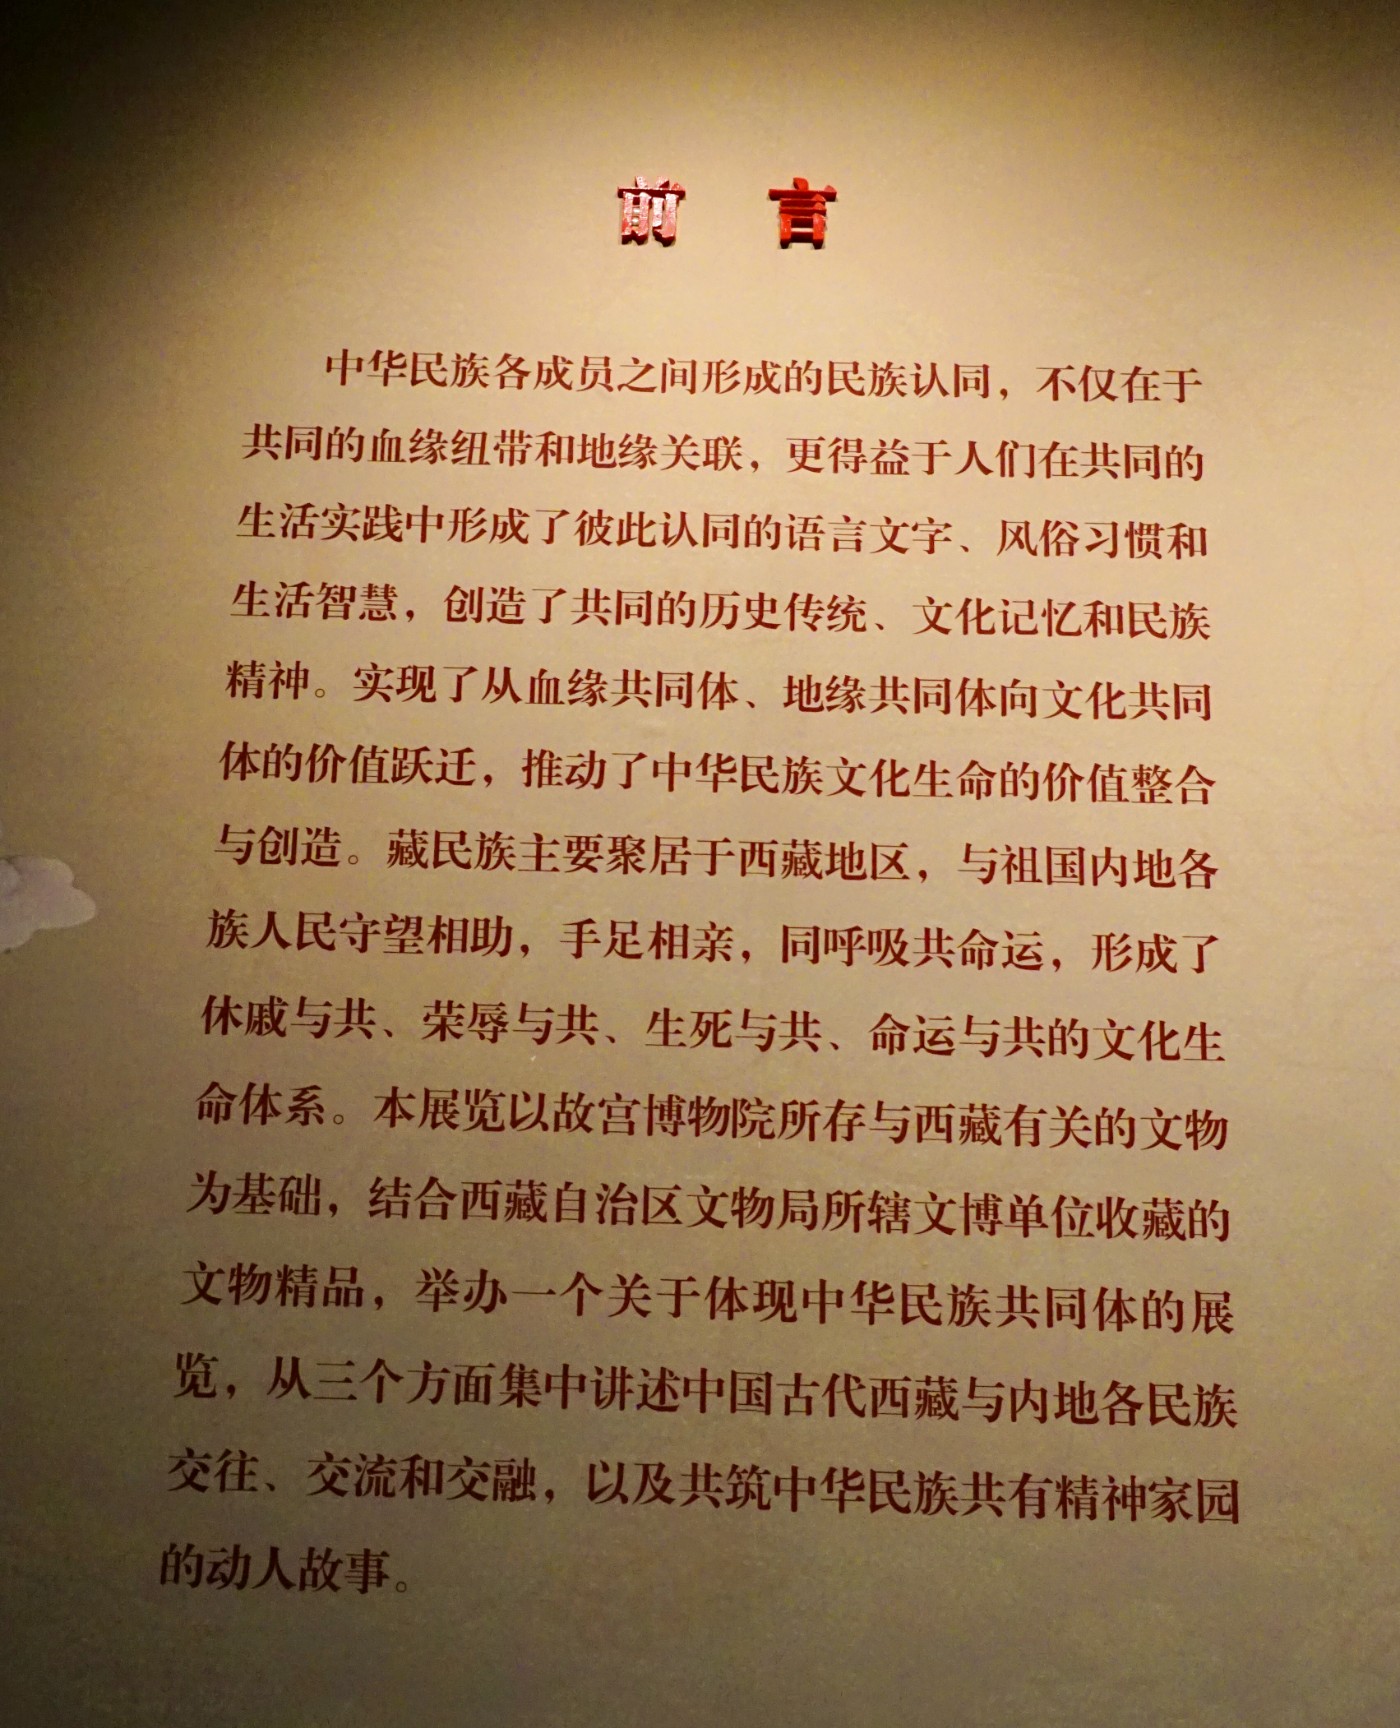 前言
中华民族各成员之间形成的民族认同，不仅在于
共同的血缘纽带和地缘关联，更得益于人们在共同的
生活实践中形成了彼此认同的语言文字、风俗习惯和
生活智慧，创造了共同的历史传统、文化记忆和民族
精神。实现了从血缘共同体、地缘共同体向文化共同
体的价值跃迁，推动了中华民族文化生命的价值整合
与创造。藏民族主要聚居于西藏地区，与祖国内地各
族人民守望相助，手足相亲，同呼吸共命运，形成了
休戚与共、荣辱与共、生死与共、命运与共的文化生
命体系。本展览以故宫博物院所存与西藏有关的文物
为基础，结合西藏自治区文物局所辖文博单位收藏的
文物精品，举办一个关于体现中华民族共同体的展
览，从三个方面集中讲述中国古代西藏与内地各民族
交往、交流和交融，以及共筑中华民族共有精神家园
的动人故事。